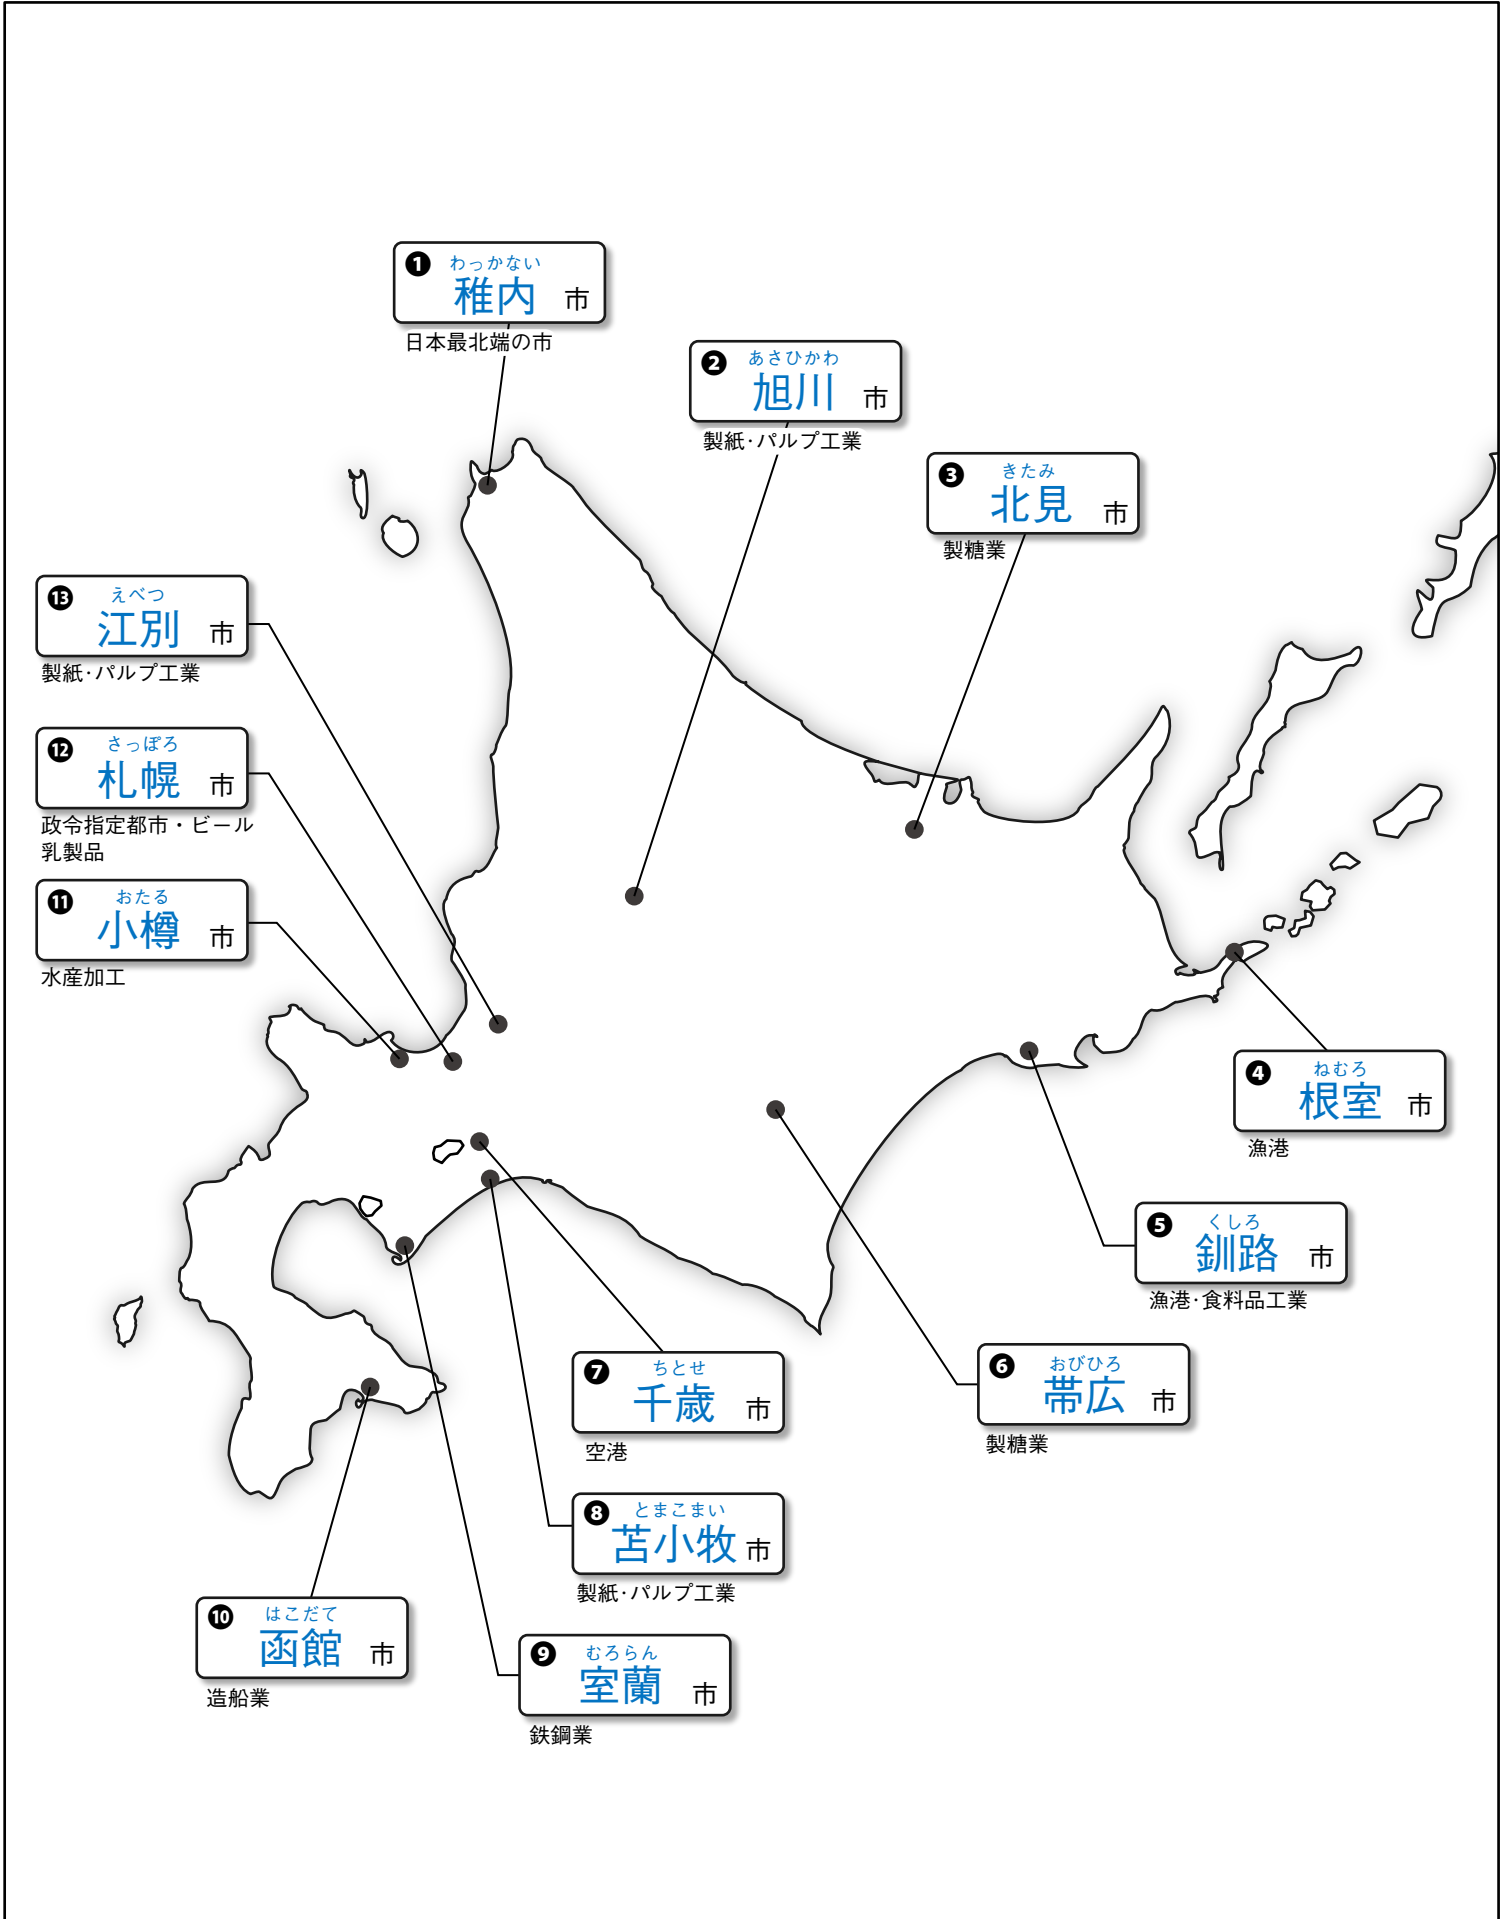 ❶ わっかない
稚内 市
日本最北端の市
❷ あさひかわ
旭川 市
製紙・パルプ工業
❸ きたみ
北見 市
製糖業
❹ ねむろ
根室 市
漁港
❺ くしろ
釧路 市
漁港・食料品工業
❻ おびひろ
帯広 市
製糖業
❼ ちとせ
千歳 市
空港
❽ とまこまい
苫小牧 市
製紙・パルプ工業
❾ むろらん
室蘭 市
鉄鋼業
❿ はこだて
函館 市
造船業
⓫ おたる
小樽 市
水産加工
⓬ さっぽろ
札幌 市
政令指定都市・ビール
乳製品
⓭ えべつ
江別 市
製紙・パルプ工業